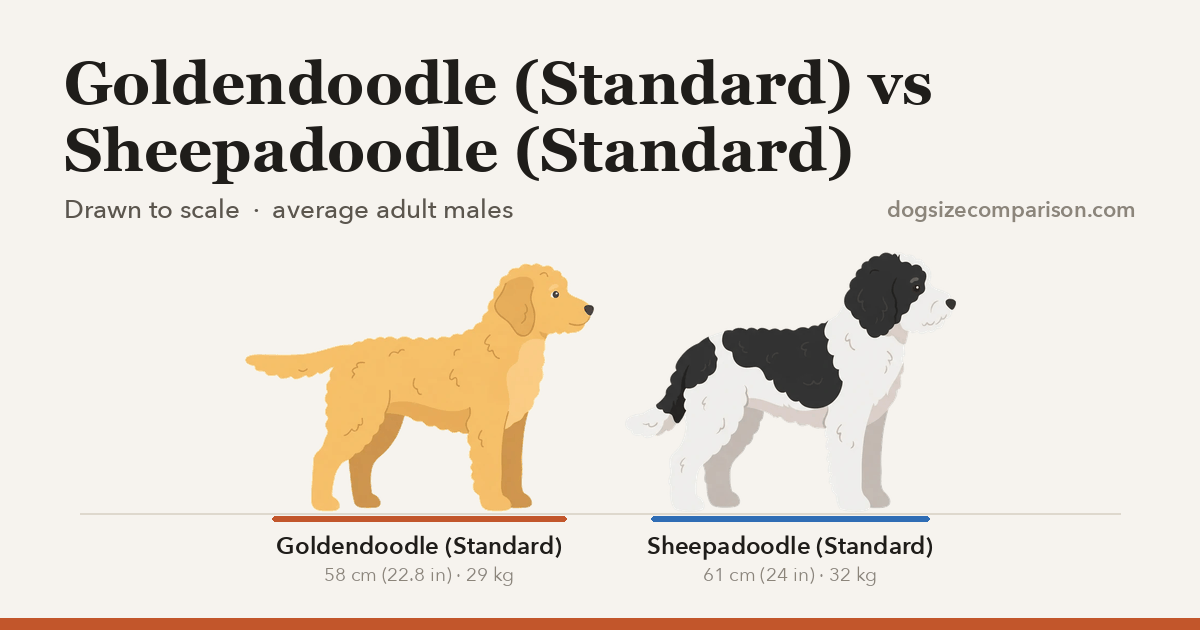 Goldendoodle (Standard) vs
Sheepadoodle (Standard)
Drawn to scale · average adult males
dogsizecomparison.com
Goldendoodle (Standard)
58 cm (22.8 in) · 29 kg
Sheepadoodle (Standard)
61 cm (24 in) · 32 kg